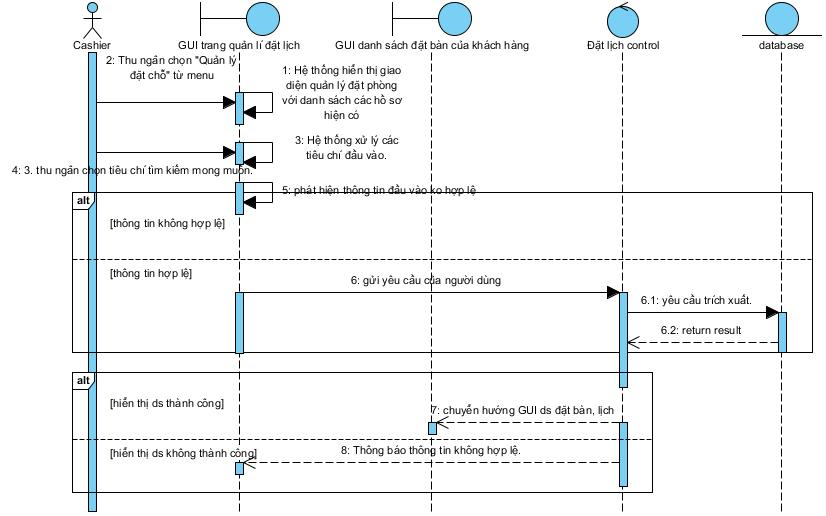 Cashier
GUI trang quản lí đặt lịch
GUI danh sách đặt bàn của khách hàng
Đặt lịch control
database
2: Thu ngân chọn "Quản lý
đặt chỗ" từ menu
1: Hệ thống hiển thị giao
diện quản lý đặt phòng
với danh sách các hồ sơ
hiện có
3: Hệ thống xử lý các
tiêu chí đầu vào.
4: 3. thu ngân chọn tiêu chí tìm kiếm mong muốn.
5: phát hiện thông tin đầu vào ko hợp lệ
alt
[thông tin không hợp lệ]
[thông tin hợp lệ]
6: gửi yêu cầu của người dùng
6.1: yêu cầu trích xuất.
6.2: return result
alt
[hiển thị ds thành công]
7: chuyển hướng GUI ds đặt bàn, lịch
[hiển thị ds không thành công]
8: Thông báo thông tin không hợp lệ.